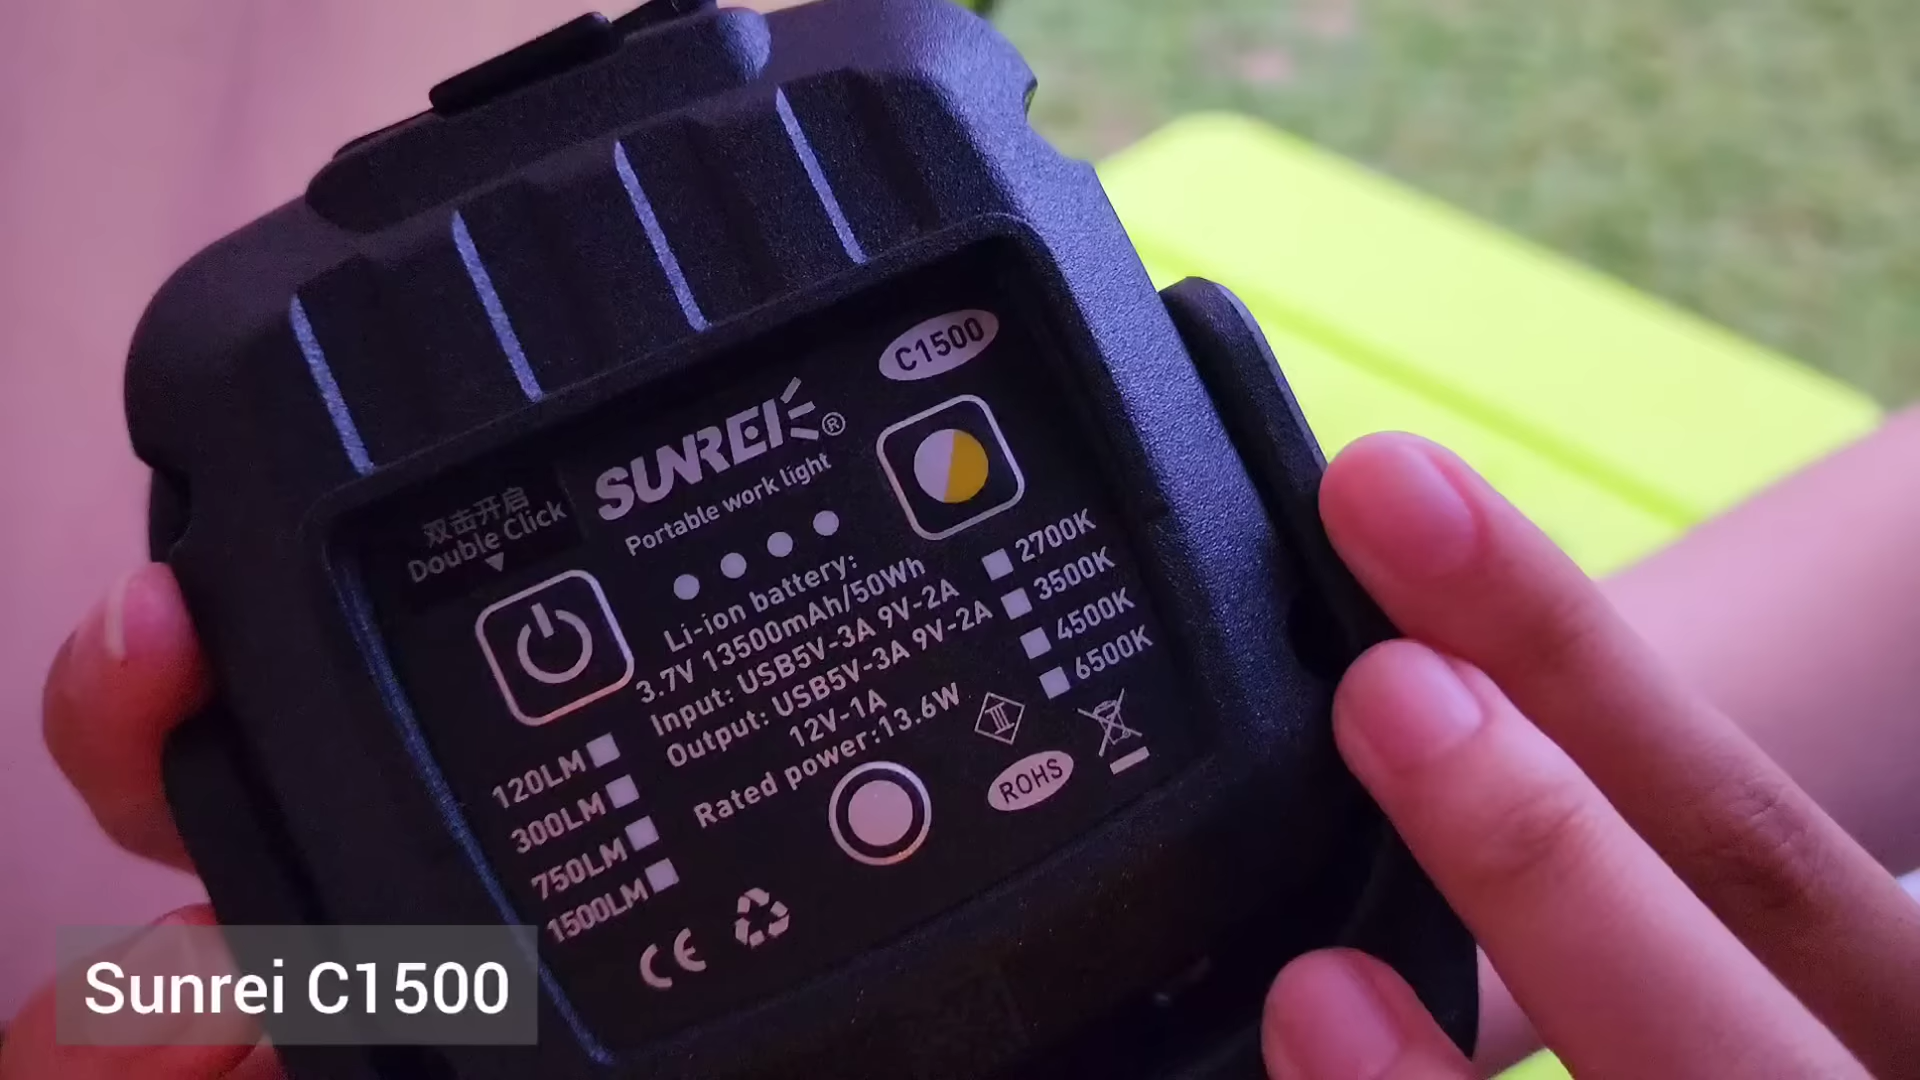 C1500
SUNREI®
Portable work light
双击开启
Double Click
Li-ion battery:
3.7V 13500mAh/50Wh
Input: USB5V-3A 9V-2A
Output: USB5V-3A 9V-2A
12V-1A
Rated power:13.6W
2700K
3500K
4500K
6500K
120LM
300LM
750LM
1500LM
III
ROHS
CE
Sunrei C1500